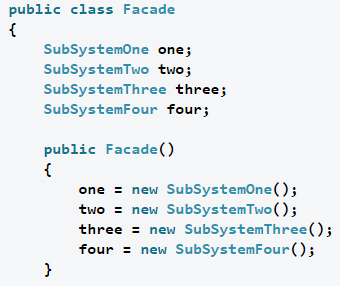 public class Facade
{
    SubSystemOne one;
    SubSystemTwo two;
    SubSystemThree three;
    SubSystemFour four;

    public Facade()
    {
        one = new SubSystemOne();
        two = new SubSystemTwo();
        three = new SubSystemThree();
        four = new SubSystemFour();
    }